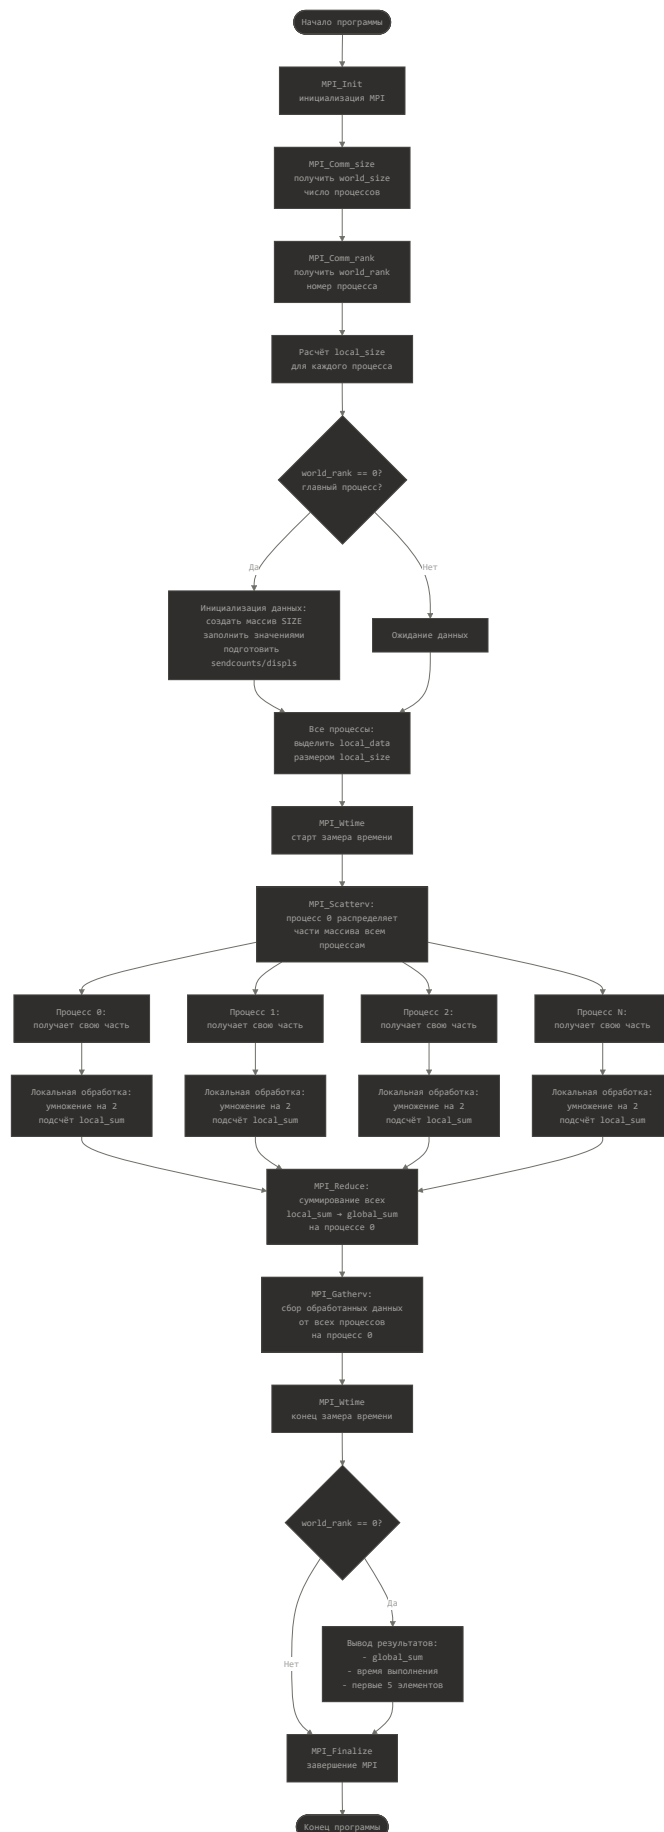 Начало программы
MPI_Init
инициализация MPI
MPI_Comm_size
получить world_size
число процессов
MPI_Comm_rank
получить world_rank
номер процесса
Расчёт local_size
для каждого процесса
world_rank == 0?
главный процесс?
Да
Нет
Инициализация данных:
создать массив SIZE
заполнить значениями
подготовить
sendcounts/displs
Ожидание данных
Все процессы:
выделить local_data
размером local_size
MPI_Wtime
старт замера времени
MPI_Scatterv:
процесс 0 распределяет
части массива всем
процессам
Процесс 0:
получает свою часть
Процесс 1:
получает свою часть
Процесс 2:
получает свою часть
Процесс N:
получает свою часть
Локальная обработка:
умножение на 2
подсчёт local_sum
Локальная обработка:
умножение на 2
подсчёт local_sum
Локальная обработка:
умножение на 2
подсчёт local_sum
Локальная обработка:
умножение на 2
подсчёт local_sum
MPI_Reduce:
суммирование всех
local_sum → global_sum
на процессе 0
MPI_Gatherv:
сбор обработанных данных
от всех процессов
на процесс 0
MPI_Wtime
конец замера времени
world_rank == 0?
Да
Нет
Вывод результатов:
- global_sum
- время выполнения
- первые 5 элементов
MPI_Finalize
завершение MPI
Конец программы